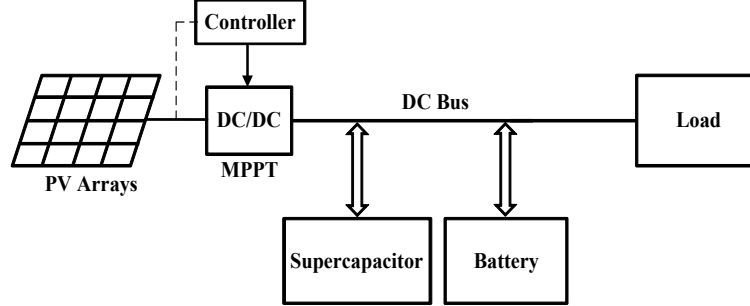 Controller
DC/DC
DC Bus
Load
PV Arrays
MPPT
Supercapacitor
Battery